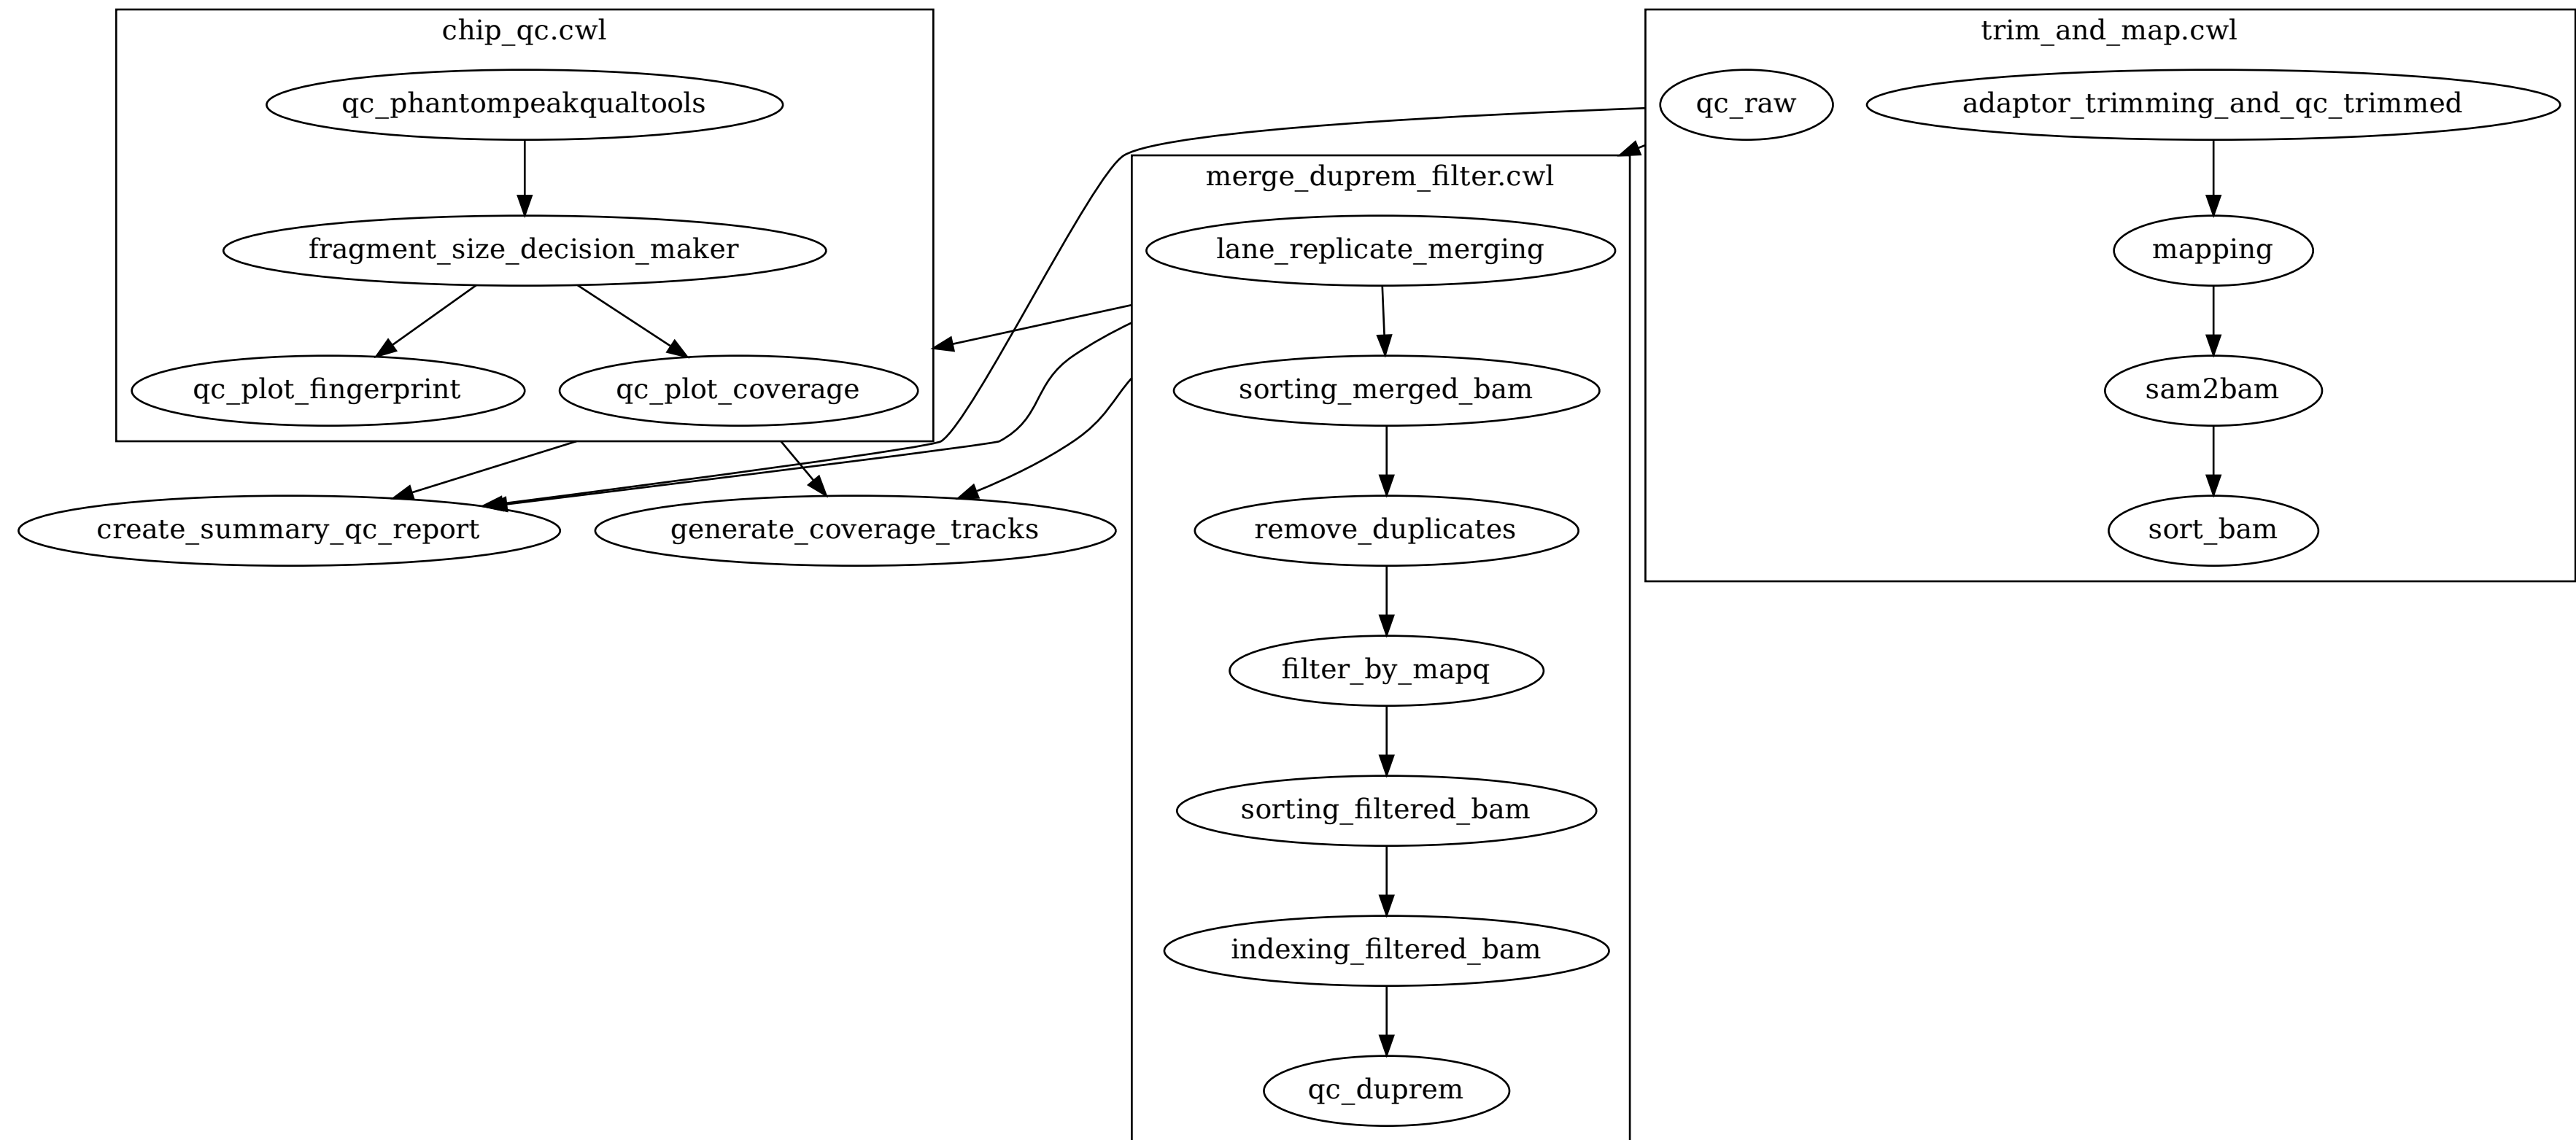 chip_qc.cwl
qc_phantompeakqualtools
fragment_size_decision_maker
qc_plot_fingerprint
qc_plot_coverage
create_summary_qc_report
generate_coverage_tracks
merge_duprem_filter.cwl
lane_replicate_merging
sorting_merged_bam
remove_duplicates
filter_by_mapq
sorting_filtered_bam
indexing_filtered_bam
qc_duprem
trim_and_map.cwl
qc_raw
adaptor_trimming_and_qc_trimmed
mapping
sam2bam
sort_bam